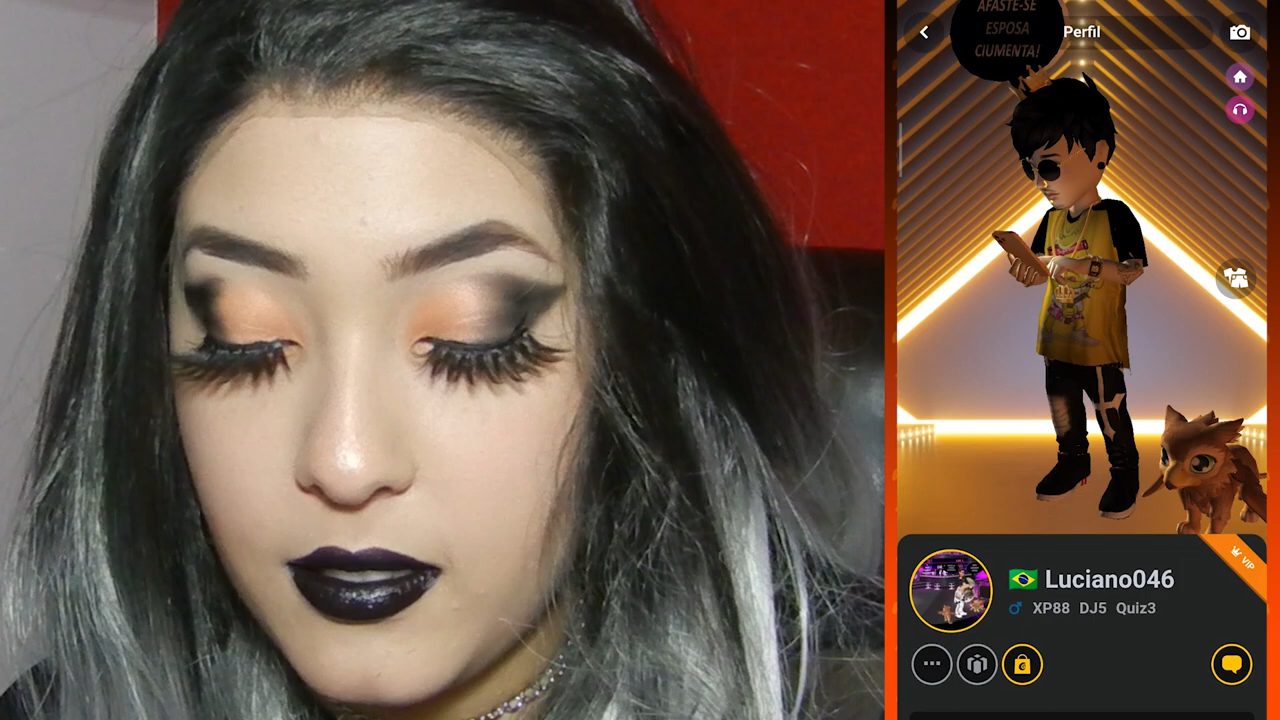 AFASTE-SE
ESPOSA
CIUMENTA!
Perfil
VIP
🇧🇷 Luciano046
♂ XP88 DJ5 Quiz3